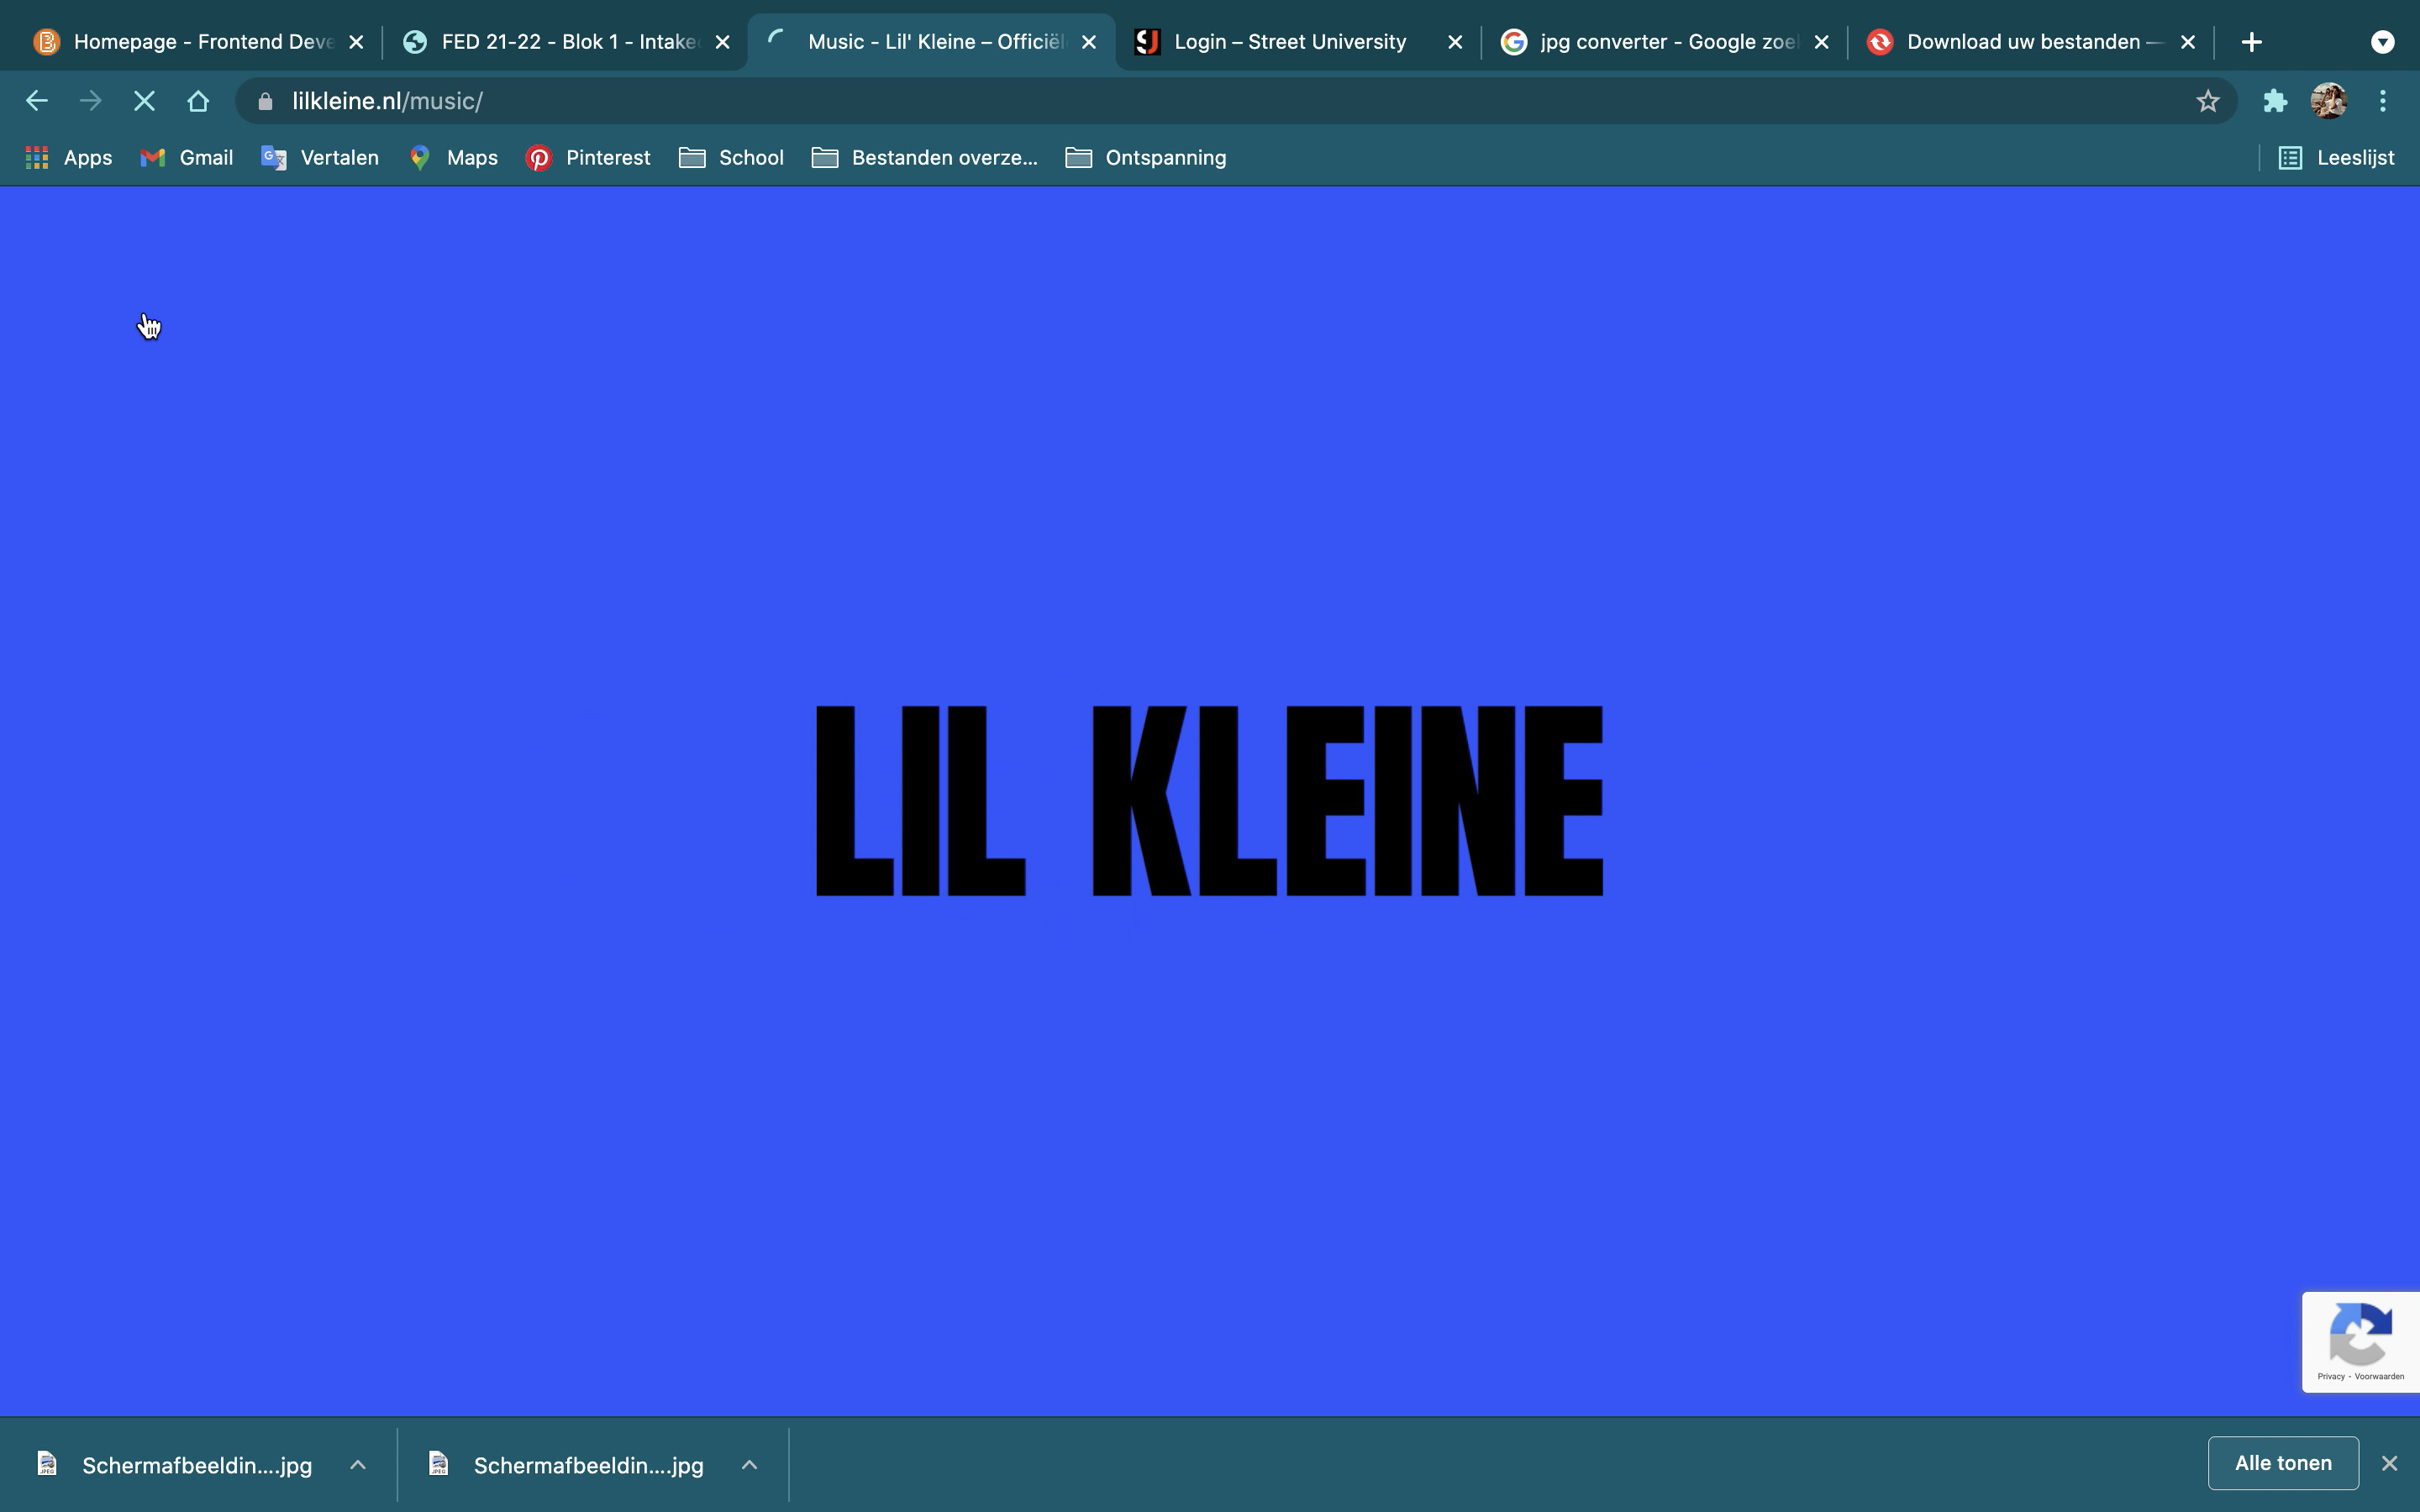 Homepage - Frontend Deve
FED 21-22 - Blok 1 - Intake
Music - Lil' Kleine – Officiël
Login – Street University
jpg converter - Google zoe
Download uw bestanden —
lilkleine.nl/music/
Apps
Gmail
Vertalen
Maps
Pinterest
School
Bestanden overze...
Ontspanning
Leeslijst
LIL KLEINE
Privacy - Voorwaarden
Schermafbeeldin....jpg
Schermafbeeldin....jpg
Alle tonen